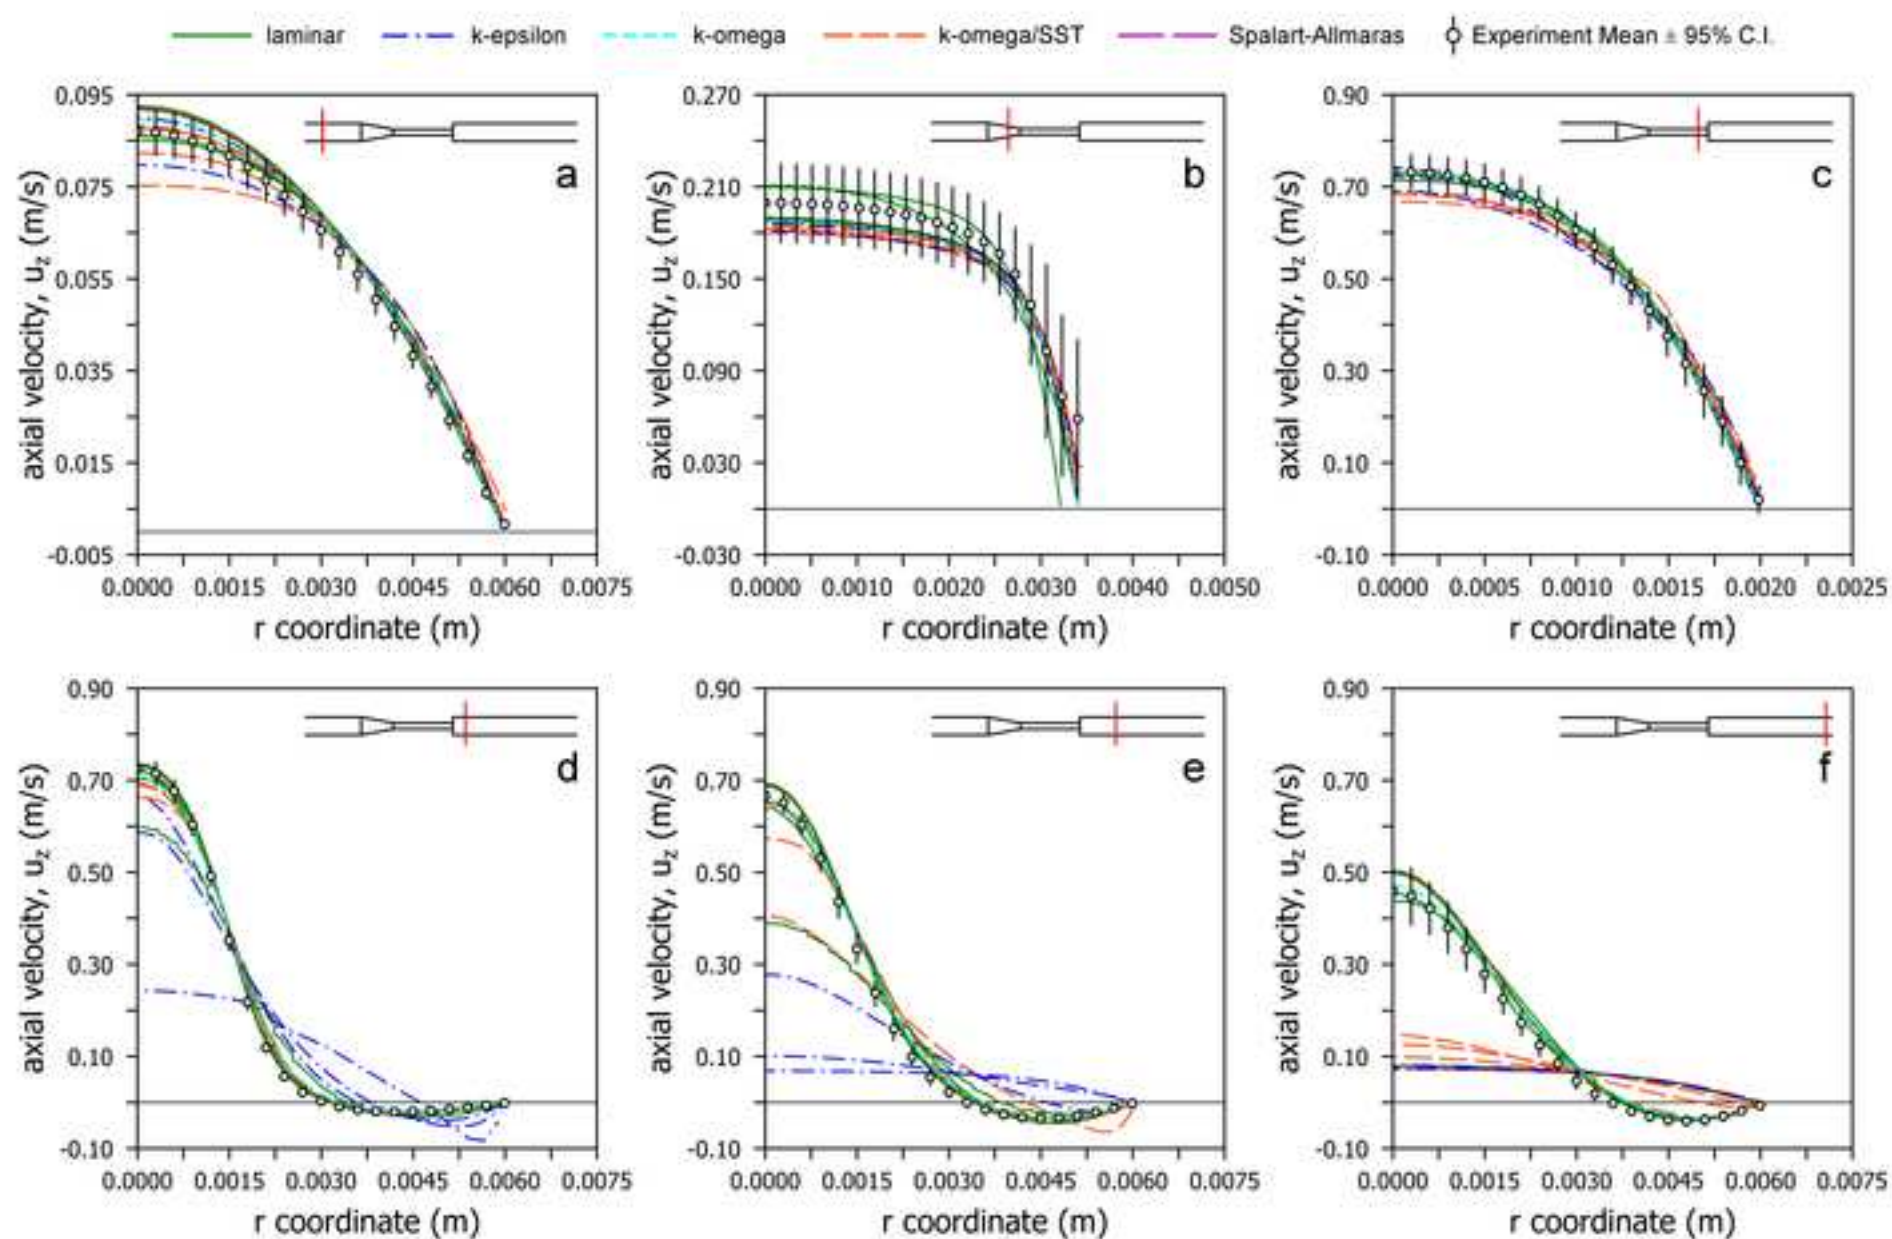 laminar k-epsilon k-omega k-omega/SST Spalart-Allmaras Experiment Mean ± 95% C.I.
0.095 0.270 0.90
a b c
0.075 0.210 0.70
0.055 0.150 0.50
0.035 0.090 0.30
0.015 0.030 0.10
-0.005 -0.030 -0.10
axial velocity, uz (m/s) axial velocity, uz (m/s) axial velocity, uz (m/s)
0.0000 0.0015 0.0030 0.0045 0.0060 0.0075 0.0000 0.0010 0.0020 0.0030 0.0040 0.0050 0.0000 0.0005 0.0010 0.0015 0.0020 0.0025
r coordinate (m) r coordinate (m) r coordinate (m)
0.90 0.90 0.90
d e f
0.70 0.70 0.70
0.50 0.50 0.50
0.30 0.30 0.30
0.10 0.10 0.10
-0.10 -0.10 -0.10
axial velocity, uz (m/s) axial velocity, uz (m/s) axial velocity, uz (m/s)
0.0000 0.0015 0.0030 0.0045 0.0060 0.0075 0.0000 0.0015 0.0030 0.0045 0.0060 0.0075 0.0000 0.0015 0.0030 0.0045 0.0060 0.0075
r coordinate (m) r coordinate (m) r coordinate (m)